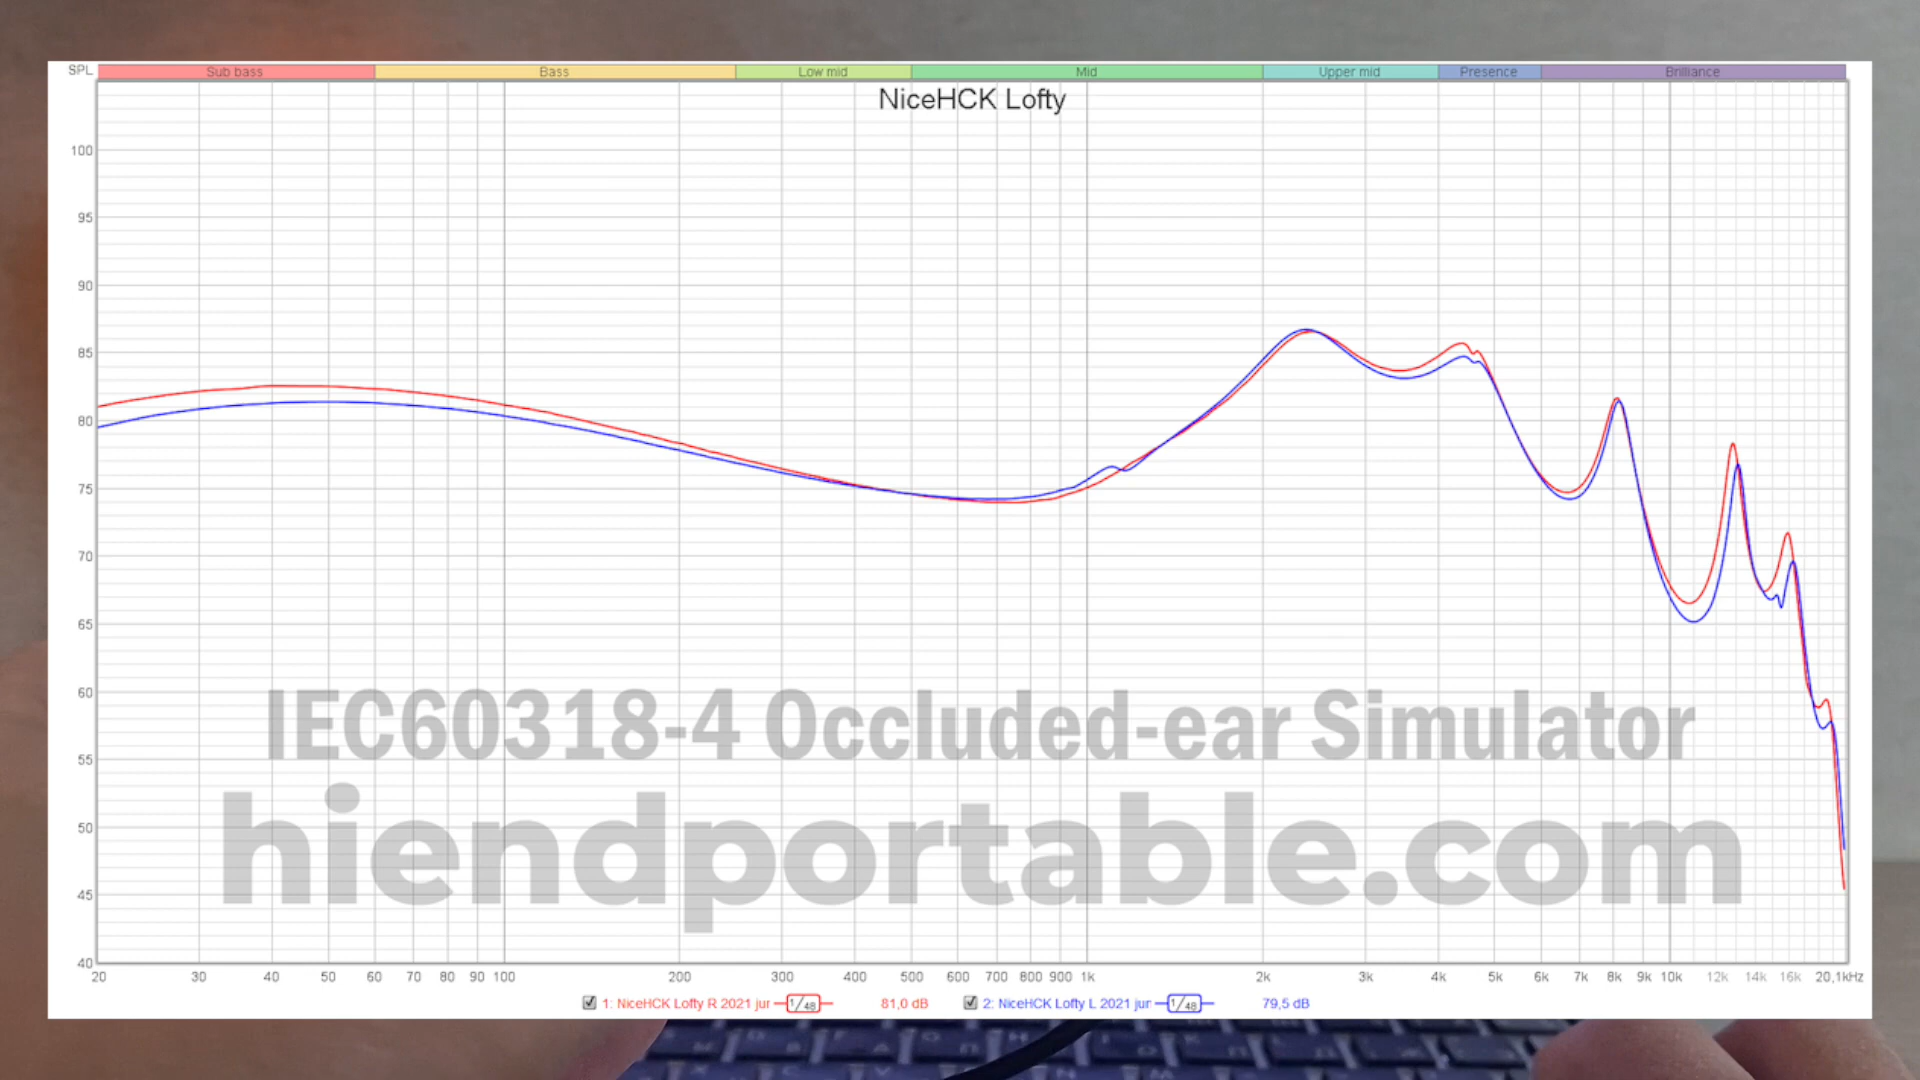 SPL Sub bass Bass Low mid Mid Upper mid Presence Brilliance
NiceHCK Lofty
100
95
90
85
80
75
70
65
60
55
50
45
40
20 30 40 50 60 70 80 90 100 200 300 400 500 600 700 800 900 1k 2k 3k 4k 5k 6k 7k 8k 9k 10k 12k 14k 16k 20,1kHz
IEC60318-4 Occluded-ear Simulator
hiendportable.com
1: NiceHCK Lofty R 2021 jur 1/48 81,0 dB 2: NiceHCK Lofty L 2021 jur 1/48 79,5 dB